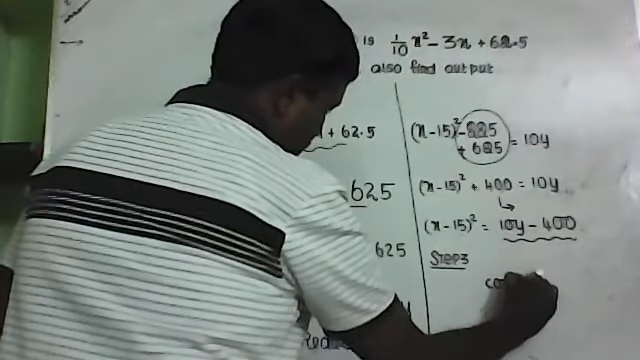 is 1/10 x² - 3x + 62.5
also find output
+ 62.5
625
625
(x-15)² - 225 + 625 = 10y
(x-15)² + 400 = 10y
(x-15)² = 10y - 400
Step3